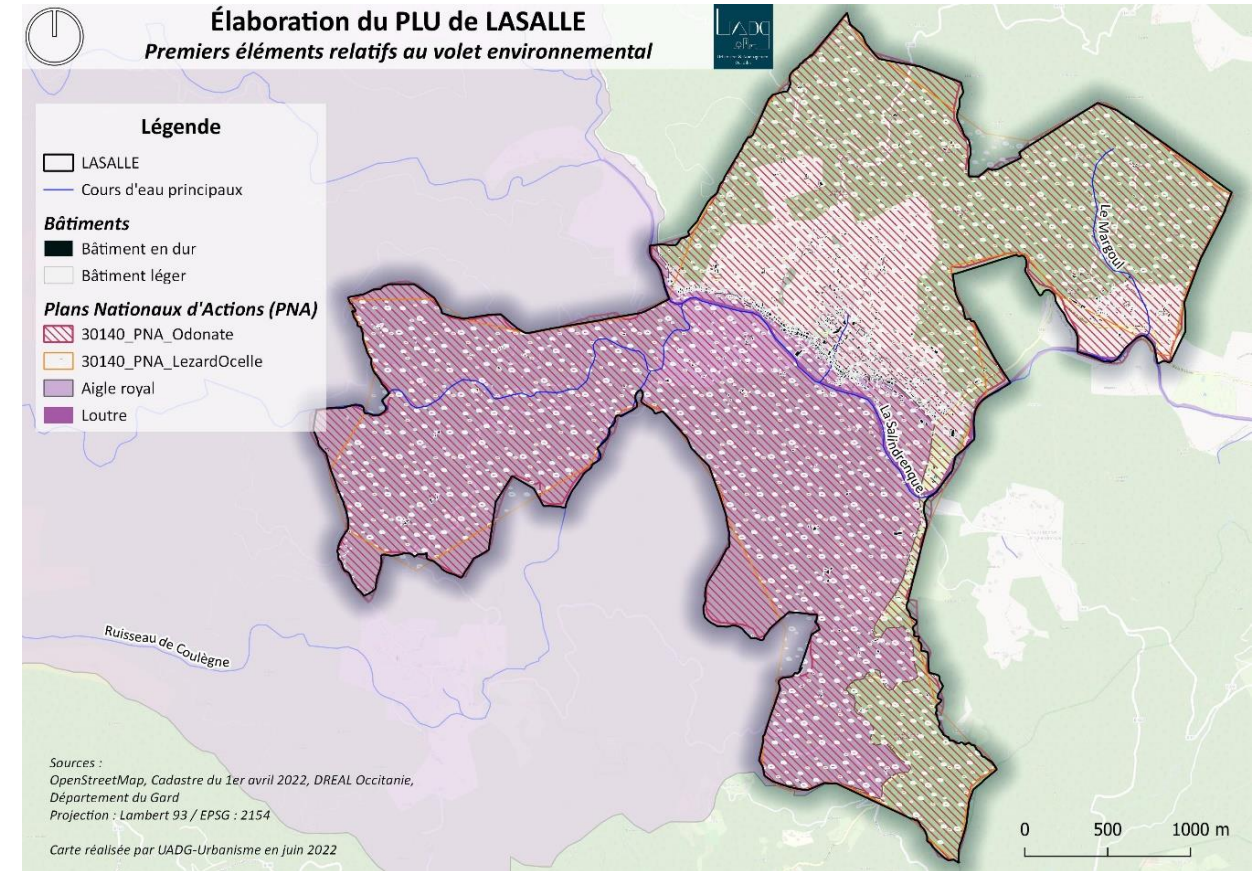 Élaboration du PLU de LASALLE
Premiers éléments relatifs au volet environnemental
Légende
LASALLE
Cours d'eau principaux
Bâtiments
Bâtiment en dur
Bâtiment léger
Plans Nationaux d'Actions (PNA)
30140_PNA_Odonate
30140_PNA_LezardOcelle
Aigle royal
Loutre
Le Margoul
La Salindrenque
Ruisseau de Coulègne
Sources :
OpenStreetMap, Cadastre du 1er avril 2022, DREAL Occitanie,
Département du Gard
Projection : Lambert 93 / EPSG : 2154
Carte réalisée par UADG-Urbanisme en juin 2022
0 500 1000 m